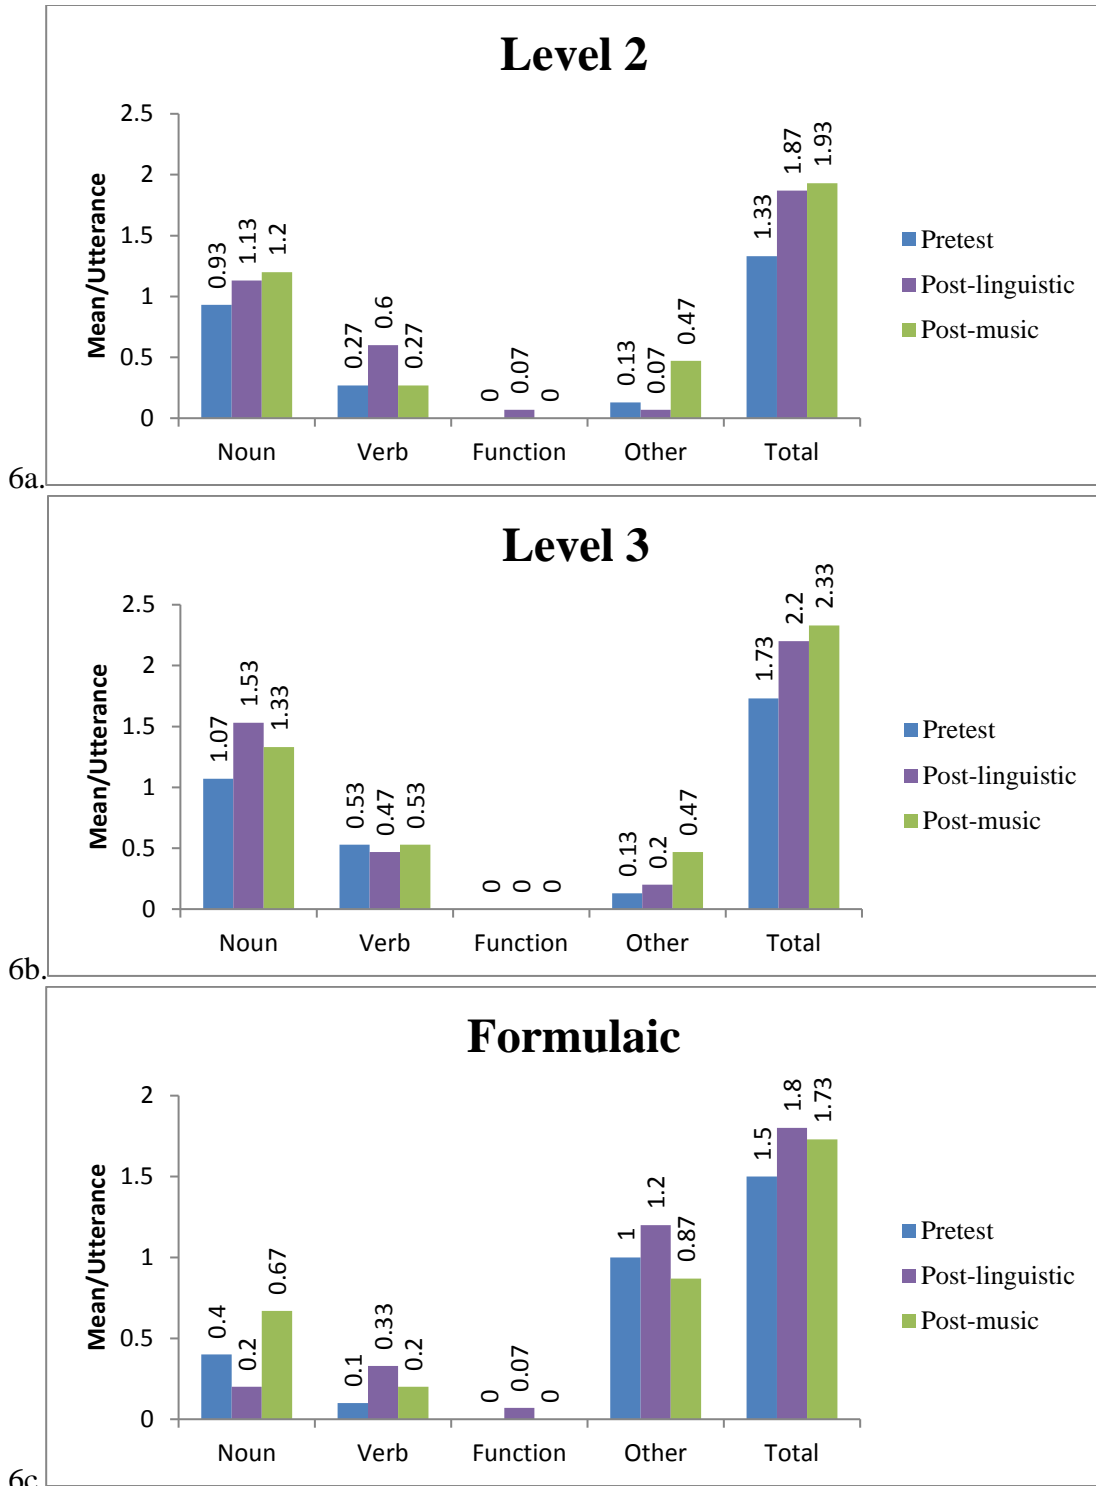 Level 2
Mean/Utterance
2.5
2
1.5
1
0.5
0
0.93 1.13 1.2
0.27 0.6 0.27
0 0.07 0
0.13 0.07 0.47
1.33 1.87 1.93
Noun Verb Function Other Total
Pretest
Post-linguistic
Post-music
6a.
Level 3
Mean/Utterance
2.5
2
1.5
1
0.5
0
1.07 1.53 1.33
0.53 0.47 0.53
0 0 0
0.13 0.2 0.47
1.73 2.2 2.33
Noun Verb Function Other Total
Pretest
Post-linguistic
Post-music
6b.
Formulaic
Mean/Utterance
2
1.5
1
0.5
0
0.4 0.2 0.67
0.1 0.33 0.2
0 0.07 0
1 1.2 0.87
1.5 1.8 1.73
Noun Verb Function Other Total
Pretest
Post-linguistic
Post-music
6c